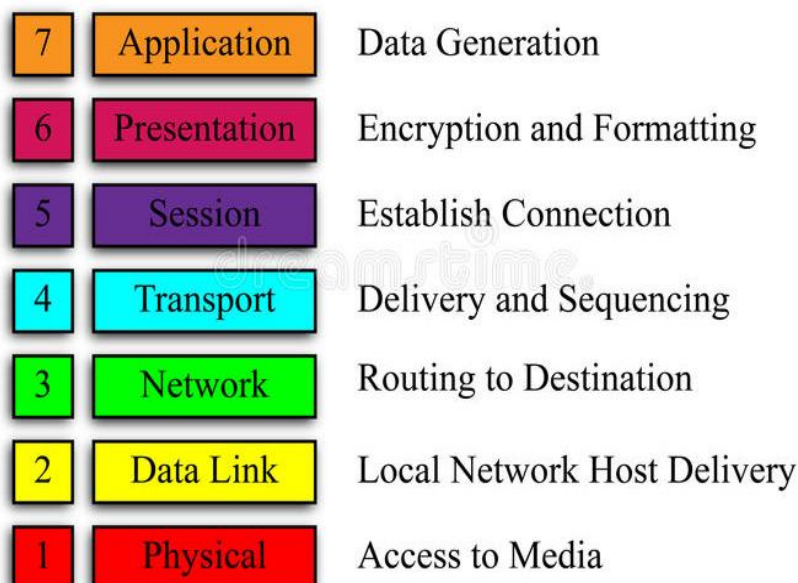 7 Application Data Generation
6 Presentation Encryption and Formatting
5 Session Establish Connection
dreamstime.
4 Transport Delivery and Sequencing
3 Network Routing to Destination
2 Data Link Local Network Host Delivery
1 Physical Access to Media